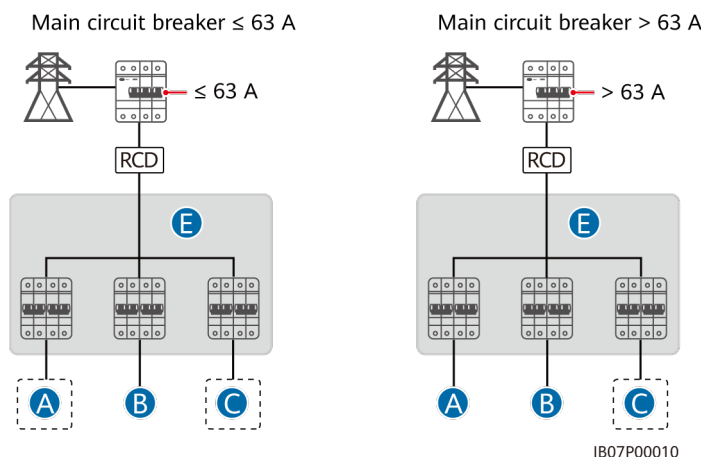 Main circuit breaker ≤ 63 A
Main circuit breaker > 63 A
≤ 63 A
> 63 A
RCD
RCD
E
E
A
B
C
A
B
C
IB07P00010